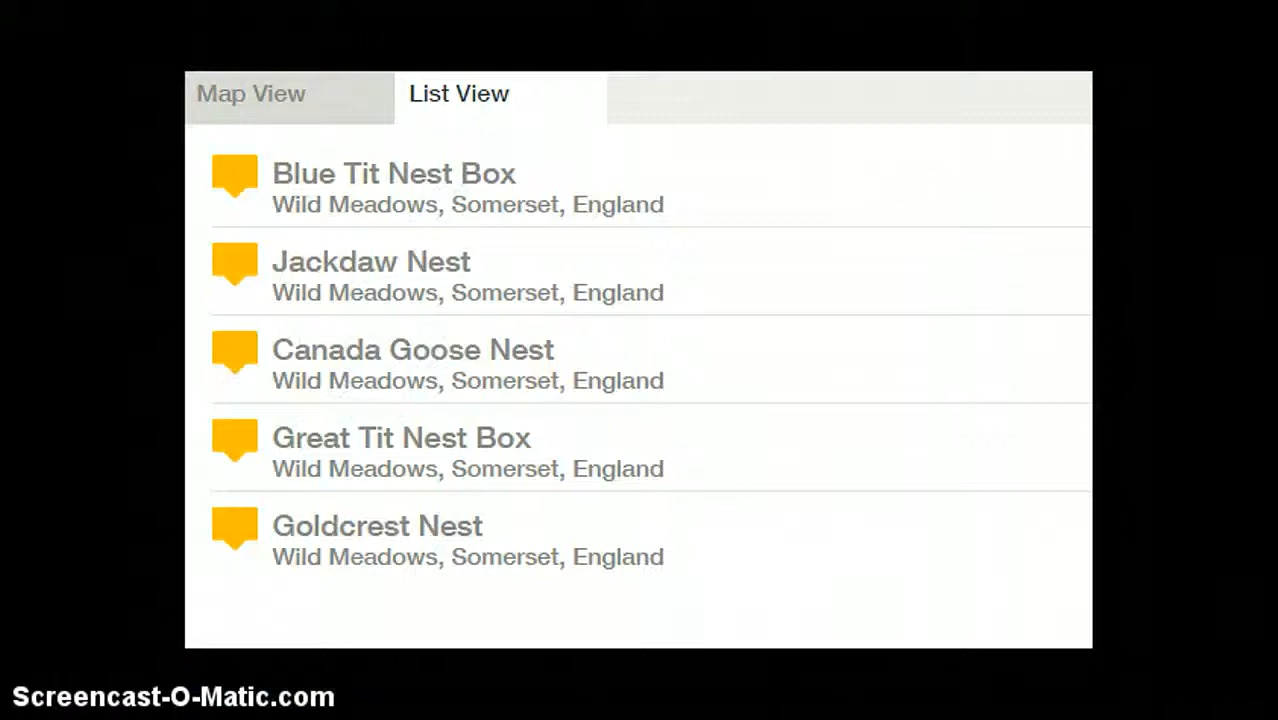 Map View
List View
Blue Tit Nest Box
Wild Meadows, Somerset, England
Jackdaw Nest
Wild Meadows, Somerset, England
Canada Goose Nest
Wild Meadows, Somerset, England
Great Tit Nest Box
Wild Meadows, Somerset, England
Goldcrest Nest
Wild Meadows, Somerset, England
Screencast-O-Matic.com